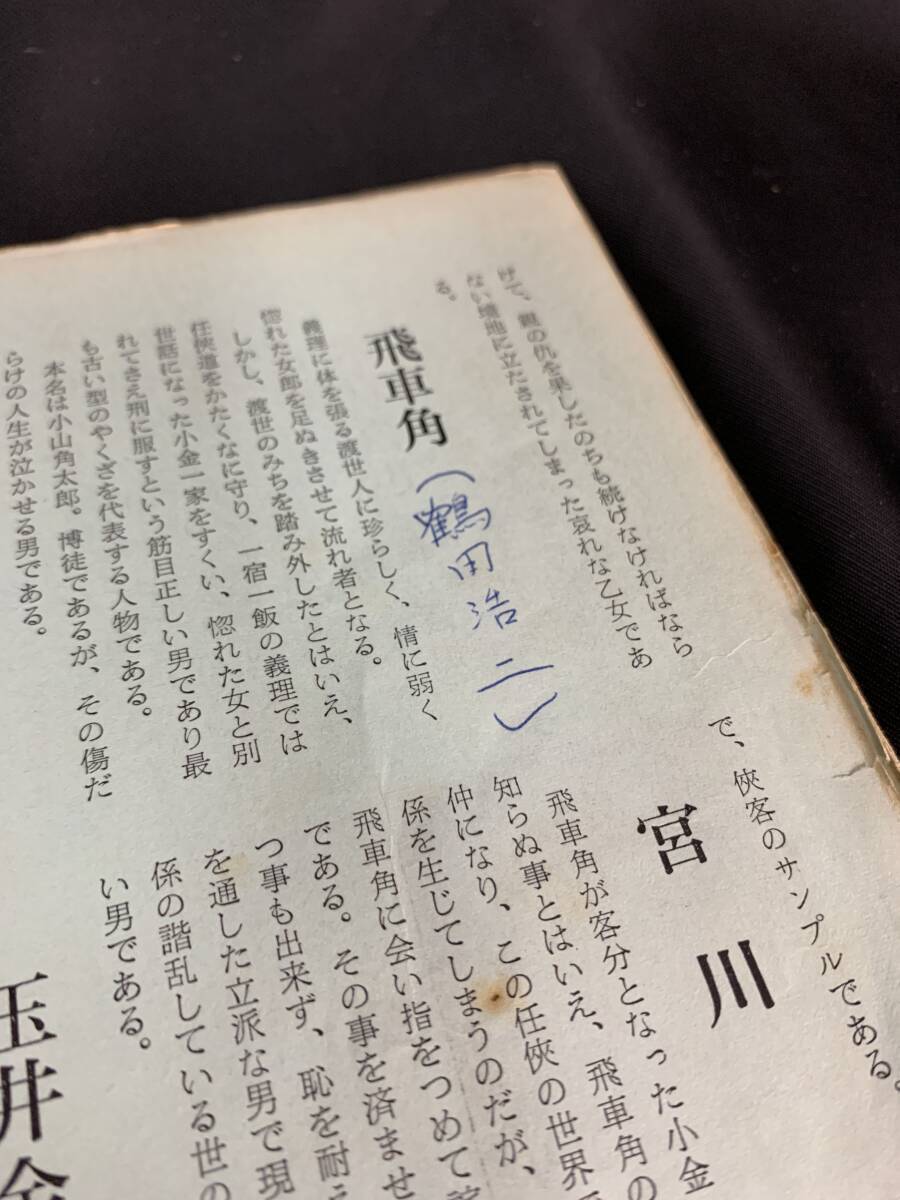 けて、親の仇を果したのちも続けなければなら
ない境地に立たされてしまった哀れな乙女であ
る。
飛車角
(鶴田浩二)
義理に体を張る渡世人に珍らしく、情に弱く
惚れた女郎を足ぬきさせて流れ者となる。
しかし、渡世のみちを踏み外したとはいえ、
任俠道をかたくなに守り、一宿一飯の義理では
世話になった小金一家をすくい、惚れた女と別
れてさえ刑に服すという筋目正しい男であり最
も古い型のやくざを代表する人物である。
本名は小山角太郎。博徒であるが、その傷だ
らけの人生が泣かせる男である。
で、俠客のサンプルである。
宮川
飛車角が客分となった小金
知らぬ事とはいえ、飛車角の
仲になり、この任俠の世界
係を生じてしまうのだが、
飛車角に会い指をつめて
である。その事を済ませ
つ事も出来ず、恥を耐
を通した立派な男で現
係の諧乱している世の
い男である。
玉井